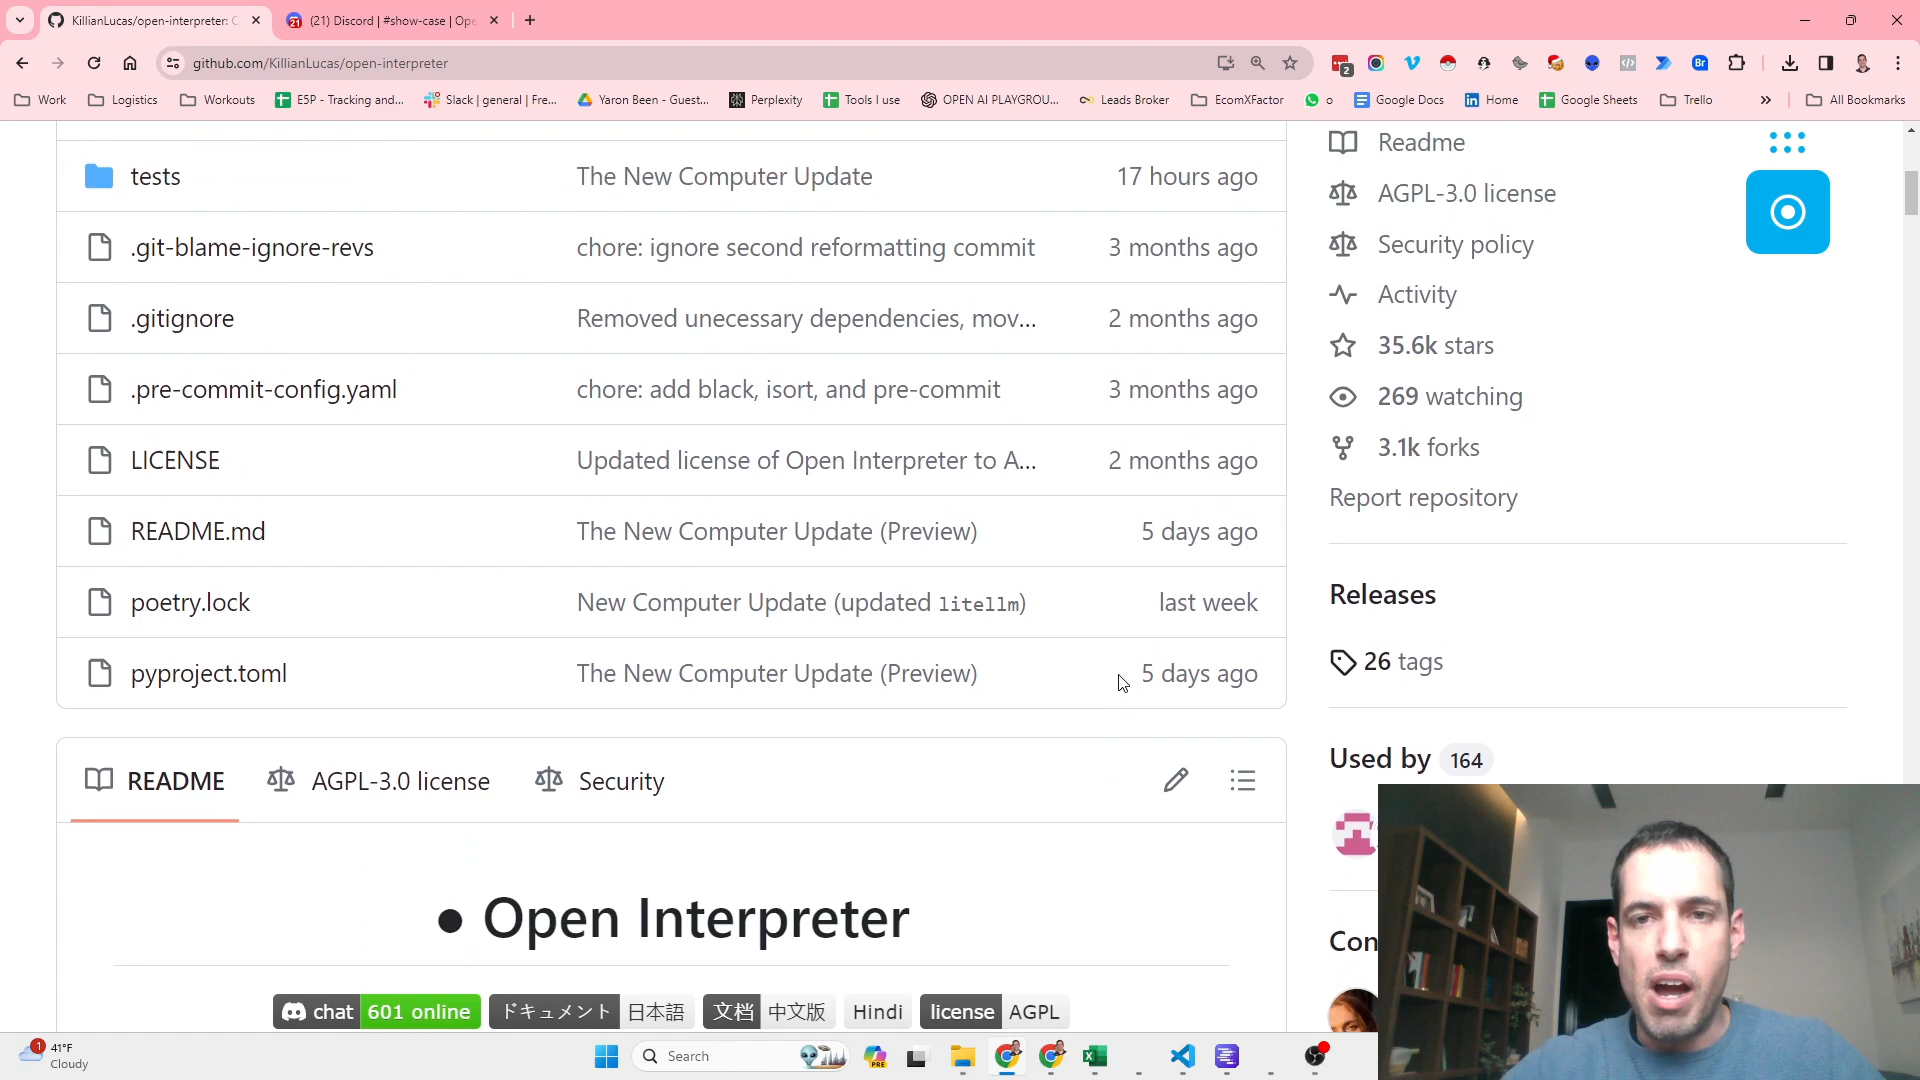 KillianLucas/open-interpreter: C
(21) Discord | #show-case | Ope
21
github.com/KillianLucas/open-interpreter
2
Br
Work
Logistics
Workouts
E5P - Tracking and...
Slack | general | Fre...
Yaron Been - Guest...
Perplexity
Tools I use
OPEN AI PLAYGROU...
Leads Broker
EcomXFactor
o
Google Docs
Home
Google Sheets
Trello
»
All Bookmarks
tests The New Computer Update 17 hours ago
.git-blame-ignore-revs chore: ignore second reformatting commit 3 months ago
.gitignore Removed unecessary dependencies, mov... 2 months ago
.pre-commit-config.yaml chore: add black, isort, and pre-commit 3 months ago
LICENSE Updated license of Open Interpreter to A... 2 months ago
README.md The New Computer Update (Preview) 5 days ago
poetry.lock New Computer Update (updated litellm) last week
pyproject.toml The New Computer Update (Preview) 5 days ago
README AGPL-3.0 license Security
● Open Interpreter
chat 601 online ドキュメント 日本語 文档 中文版 Hindi license AGPL
Readme
AGPL-3.0 license
Security policy
Activity
35.6k stars
269 watching
3.1k forks
Report repository
Releases
26 tags
Used by 164
Con
1
41°F
Cloudy
Search
PRE